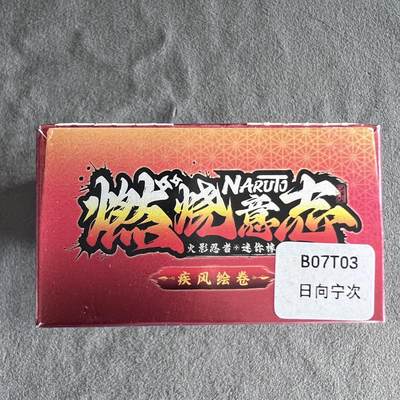 NARUTO
燃烧意志
火影忍者✦迷你
疾风绘卷
B07T03
日向宁次